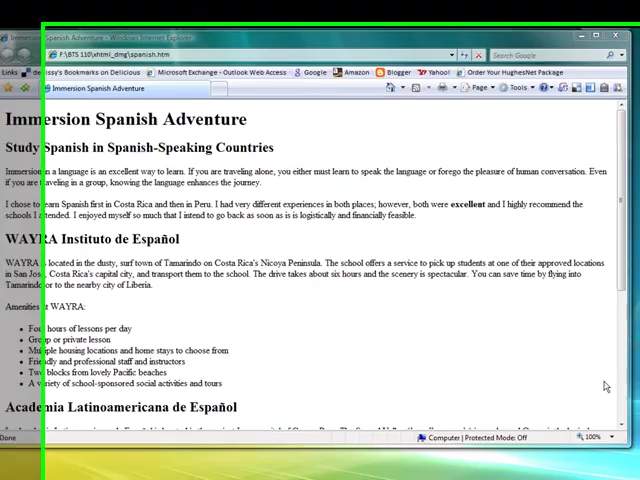 Immersion Spanish Adventure - Windows Internet Explorer
F:\BTS 110\xhtml_dmg\spanish.htm
Search Google
Links
Bookmarks on Delicious
Microsoft Exchange - Outlook Web Access
Google
Amazon
Blogger
Yahoo!
Order Your HughesNet Package
Immersion Spanish Adventure
Page
Tools
Immersion Spanish Adventure
Study Spanish in Spanish-Speaking Countries
Immersion in a language is an excellent way to learn. If you are traveling alone, you either must learn to speak the language or forego the pleasure of human conversation. Even
if you are traveling in a group, knowing the language enhances the journey.
I chose to learn Spanish first in Costa Rica and then in Peru. I had very different experiences in both places; however, both were excellent and I highly recommend the
schools I attended. I enjoyed myself so much that I intend to go back as soon as is is logistically and financially feasible.
WAYRA Instituto de Español
WAYRA is located in the dusty, surf town of Tamarindo on Costa Rica's Nicoya Peninsula. The school offers a service to pick up students at one of their approved locations
in San Jose, Costa Rica's capital city, and transport them to the school. The drive takes about six hours and the scenery is spectacular. You can save time by flying into
Tamarindo or to the nearby city of Liberia.
Amenities at WAYRA:
Four hours of lessons per day
Group or private lesson
Multiple housing locations and home stays to choose from
Friendly and professional staff and instructors
Two blocks from lovely Pacific beaches
A variety of school-sponsored social activities and tours
Academia Latinoamericana de Español
Done
Computer | Protected Mode: Off
100%